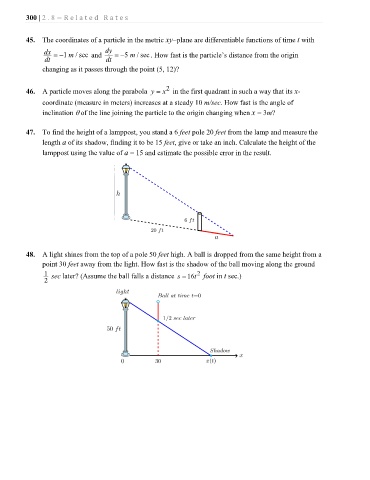 300 | 2.8 – Related Rates
45. The coordinates of a particle in the metric xy-plane are differentiable functions of time t with
dx/dt = −1 m / sec and dy/dt = −5 m / sec. How fast is the particle's distance from the origin
changing as it passes through the point (5, 12)?
46. A particle moves along the parabola y = x² in the first quadrant in such a way that its x-
coordinate (measure in meters) increases at a steady 10 m/sec. How fast is the angle of
inclination θ of the line joining the particle to the origin changing when x = 3m?
47. To find the height of a lamppost, you stand a 6 feet pole 20 feet from the lamp and measure the
length a of its shadow, finding it to be 15 feet, give or take an inch. Calculate the height of the
lamppost using the value of a = 15 and estimate the possible error in the result.
h
6 ft
20 ft
a
48. A light shines from the top of a pole 50 feet high. A ball is dropped from the same height from a
point 30 feet away from the light. How fast is the shadow of the ball moving along the ground
1/2 sec later? (Assume the ball falls a distance s = 16t² foot in t sec.)
light
Ball at time t=0
1/2 sec later
50 ft
Shadow
x
0 30 x(t)